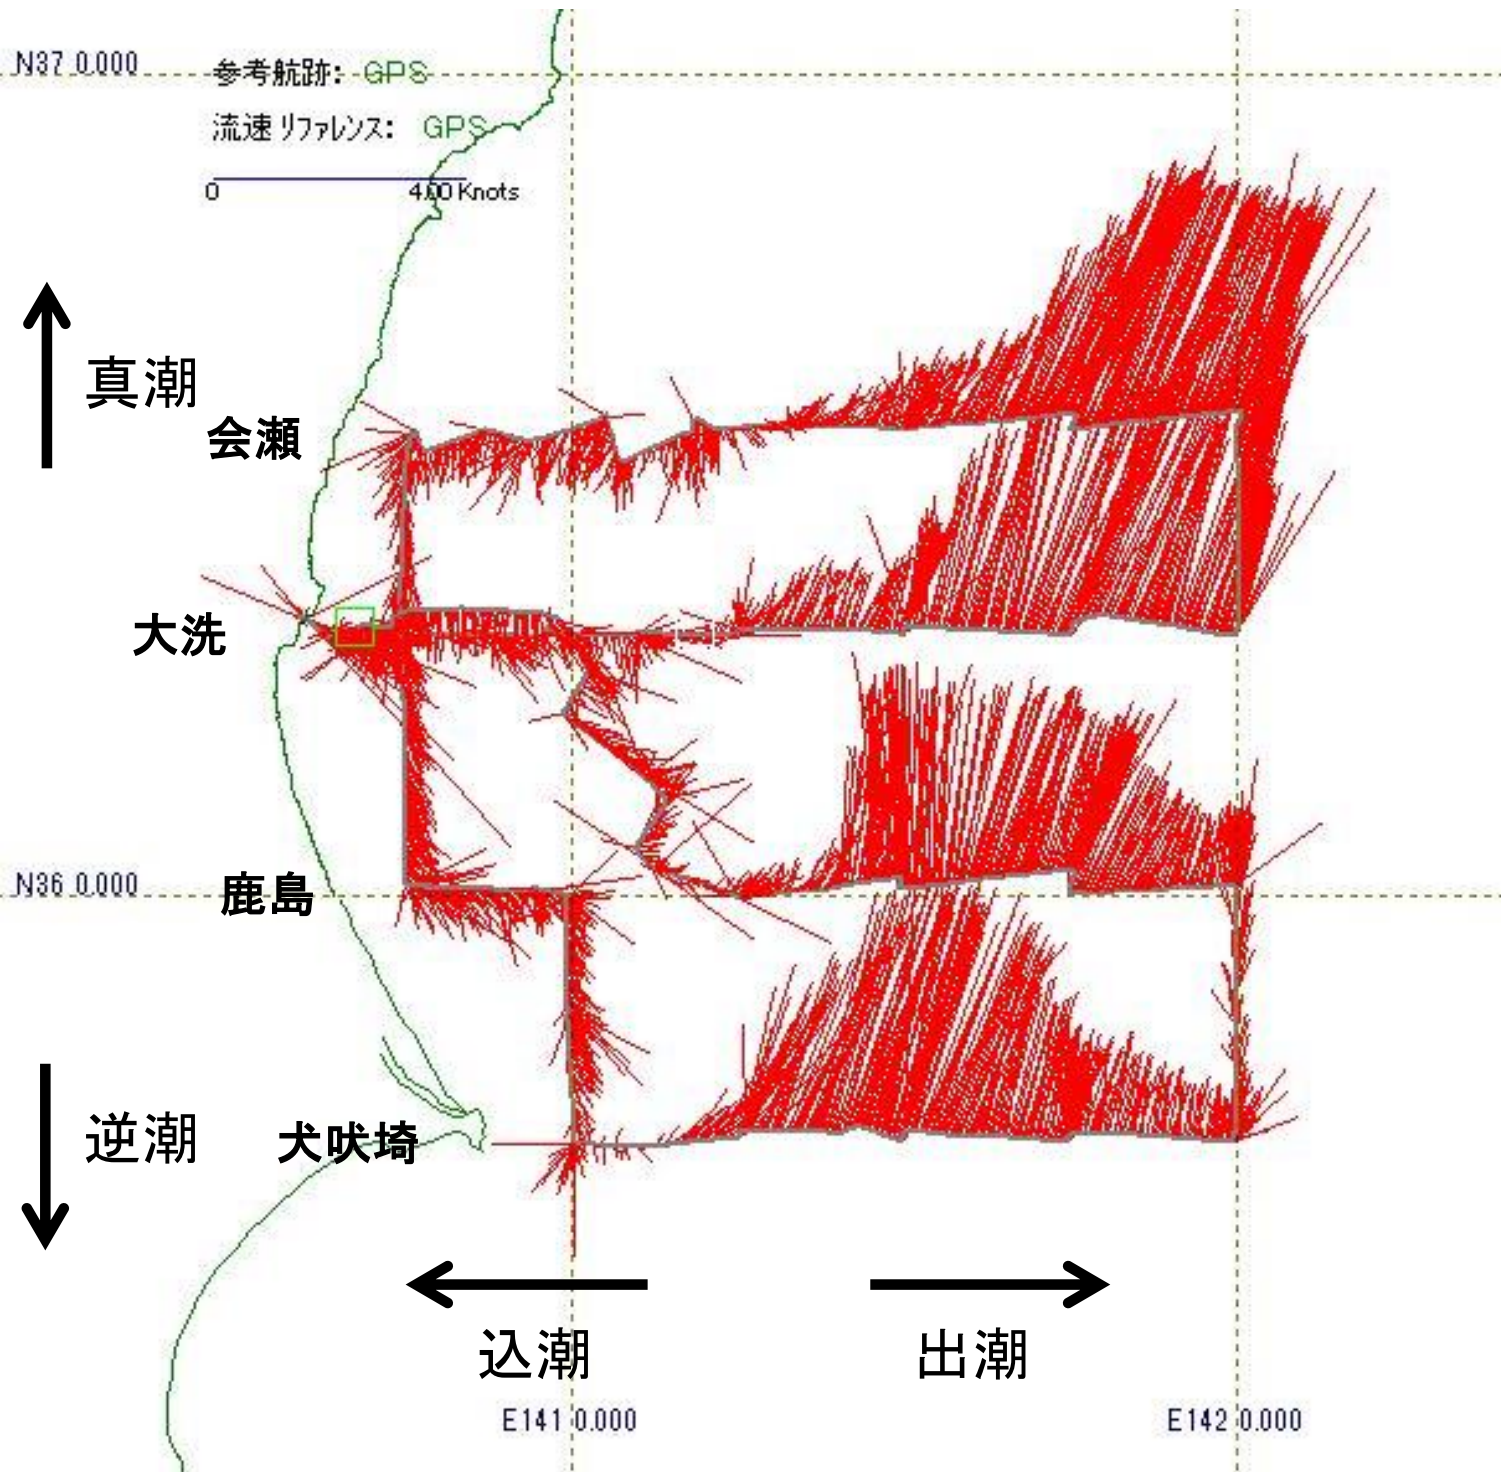 N37 0.000
参考航跡: GPS
流速リファレンス: GPS
0 4.00 Knots
真潮
会瀬
大洗
N36 0.000
鹿島
逆潮
犬吠埼
込潮
出潮
E141 0.000
E142 0.000